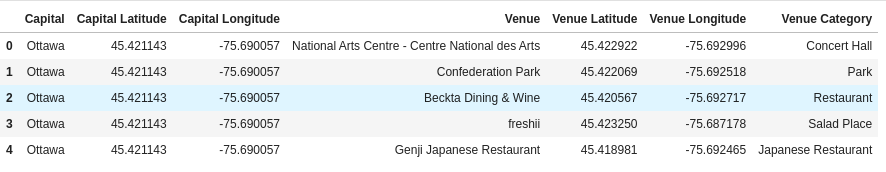 Capital Capital Latitude Capital Longitude Venue Venue Latitude Venue Longitude Venue Category
0 Ottawa 45.421143 -75.690057 National Arts Centre - Centre National des Arts 45.422922 -75.692996 Concert Hall
1 Ottawa 45.421143 -75.690057 Confederation Park 45.422069 -75.692518 Park
2 Ottawa 45.421143 -75.690057 Beckta Dining & Wine 45.420567 -75.692717 Restaurant
3 Ottawa 45.421143 -75.690057 freshii 45.423250 -75.687178 Salad Place
4 Ottawa 45.421143 -75.690057 Genji Japanese Restaurant 45.418981 -75.692465 Japanese Restaurant